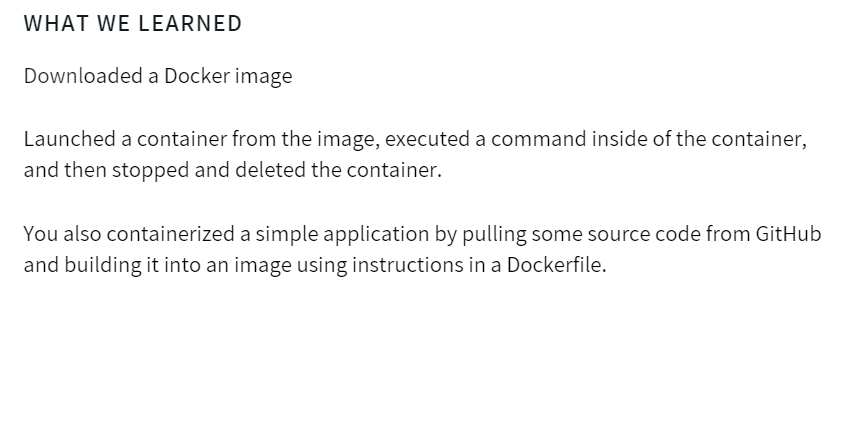 WHAT WE LEARNED
Downloaded a Docker image
Launched a container from the image, executed a command inside of the container,
and then stopped and deleted the container.
You also containerized a simple application by pulling some source code from GitHub
and building it into an image using instructions in a Dockerfile.